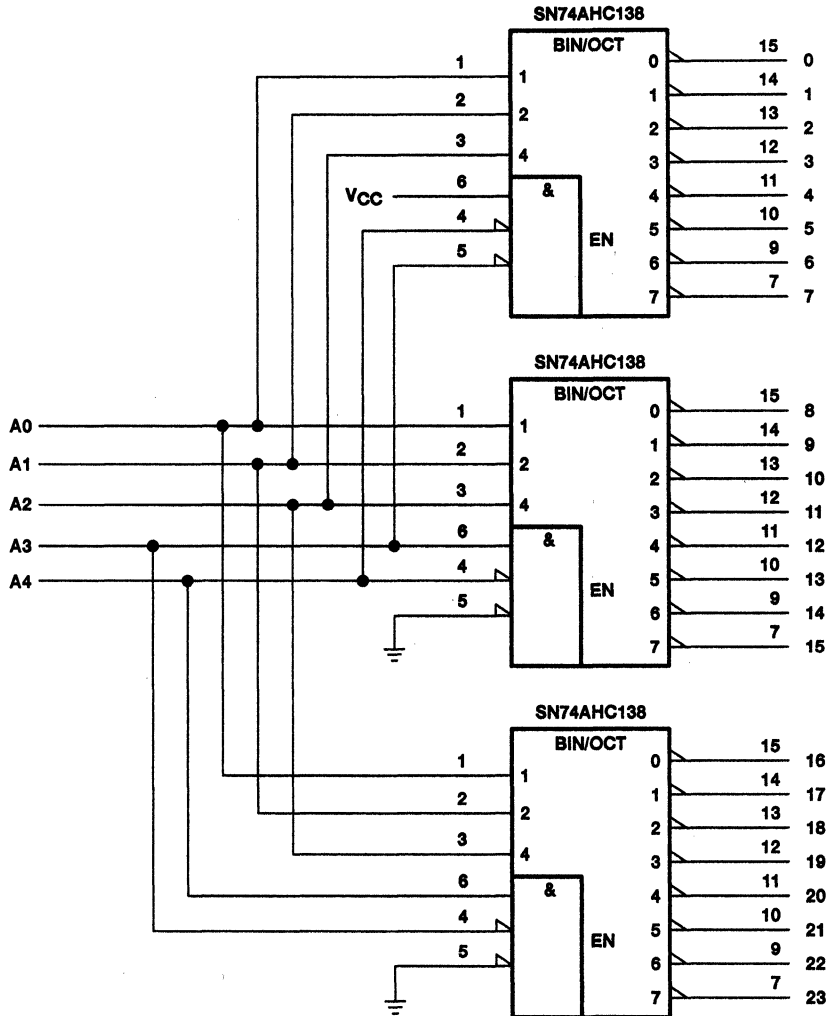 SN74AHC138
BIN/OCT
1 1 0 15 0
2 2 1 14 1
3 4 2 13 2
VCC 6 & 3 12 3
4 4 11 4
5 EN 5 10 5
6 9 6
7 7 7
SN74AHC138
BIN/OCT
A0 1 1 0 15 8
A1 2 2 1 14 9
A2 3 4 2 13 10
A3 6 & 3 12 11
A4 4 4 11 12
5 EN 5 10 13
6 9 14
7 7 15
SN74AHC138
BIN/OCT
1 1 0 15 16
2 2 1 14 17
3 4 2 13 18
6 & 3 12 19
4 4 11 20
5 EN 5 10 21
6 9 22
7 7 23